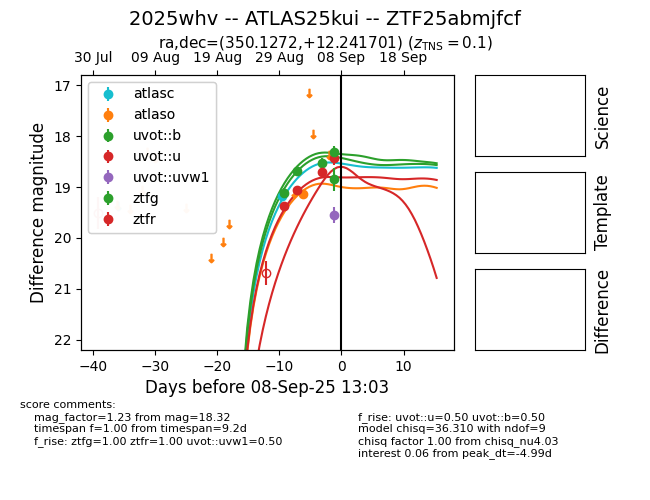 2025whv -- ATLAS25kui -- ZTF25abmjfcf
ra,dec=(350.1272,+12.241701) (z_TNS = 0.1)
30 Jul 09 Aug 19 Aug 29 Aug 08 Sep 18 Sep
17
18
19
20
21
22
Difference magnitude
atlasc
atlaso
uvot::b
uvot::u
uvot::uvw1
ztfg
ztfr
−40 −30 −20 −10 0 10
Days before 08-Sep-25 13:03
Science
Template
Difference
score comments:
mag_factor=1.23 from mag=18.32
timespan f=1.00 from timespan=9.2d
f_rise: ztfg=1.00 ztfr=1.00 uvot::uvw1=0.50
f_rise: uvot::u=0.50 uvot::b=0.50
model chisq=36.310 with ndof=9
chisq factor 1.00 from chisq_nu4.03
interest 0.06 from peak_dt=-4.99d